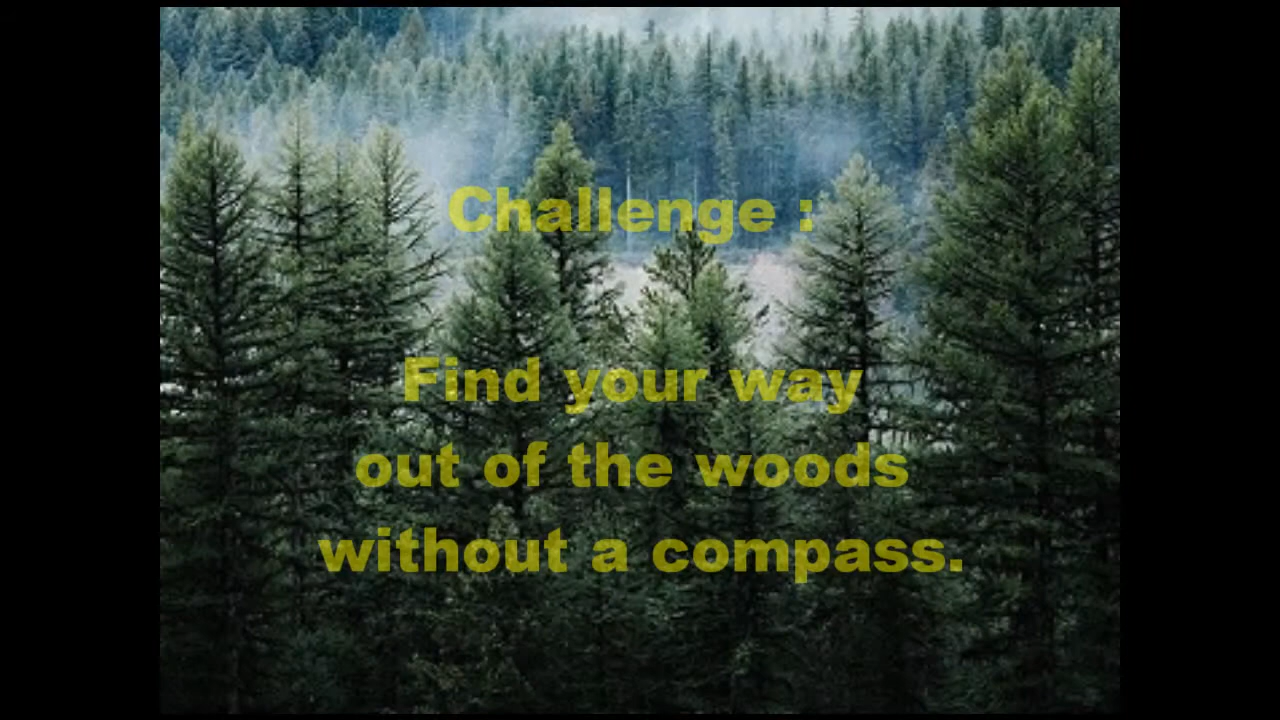 Challenge :
Find your way
out of the woods
without a compass.